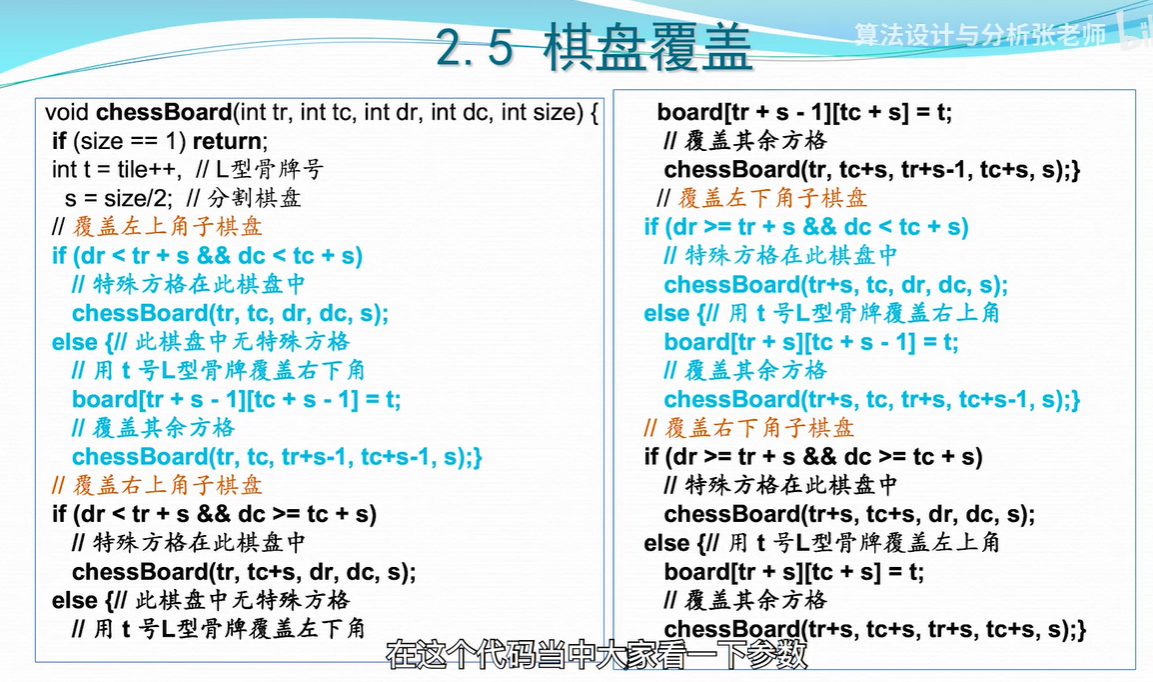 2.5 棋盘覆盖
算法设计与分析张老师
void chessBoard(int tr, int tc, int dr, int dc, int size) {
if (size == 1) return;
int t = tile++, // L型骨牌号
s = size/2; // 分割棋盘
// 覆盖左上角子棋盘
if (dr < tr + s && dc < tc + s)
// 特殊方格在此棋盘中
chessBoard(tr, tc, dr, dc, s);
else {// 此棋盘中无特殊方格
// 用 t 号L型骨牌覆盖右下角
board[tr + s - 1][tc + s - 1] = t;
// 覆盖其余方格
chessBoard(tr, tc, tr+s-1, tc+s-1, s);}
// 覆盖右上角子棋盘
if (dr < tr + s && dc >= tc + s)
// 特殊方格在此棋盘中
chessBoard(tr, tc+s, dr, dc, s);
else {// 此棋盘中无特殊方格
// 用 t 号L型骨牌覆盖左下角
board[tr + s - 1][tc + s] = t;
// 覆盖其余方格
chessBoard(tr, tc+s, tr+s-1, tc+s, s);}
// 覆盖左下角子棋盘
if (dr >= tr + s && dc < tc + s)
// 特殊方格在此棋盘中
chessBoard(tr+s, tc, dr, dc, s);
else {// 用 t 号L型骨牌覆盖右上角
board[tr + s][tc + s - 1] = t;
// 覆盖其余方格
chessBoard(tr+s, tc, tr+s, tc+s-1, s);}
// 覆盖右下角子棋盘
if (dr >= tr + s && dc >= tc + s)
// 特殊方格在此棋盘中
chessBoard(tr+s, tc+s, dr, dc, s);
else {// 用 t 号L型骨牌覆盖左上角
board[tr + s][tc + s] = t;
// 覆盖其余方格
chessBoard(tr+s, tc+s, tr+s, tc+s, s);}
在这个代码当中大家看一下参数